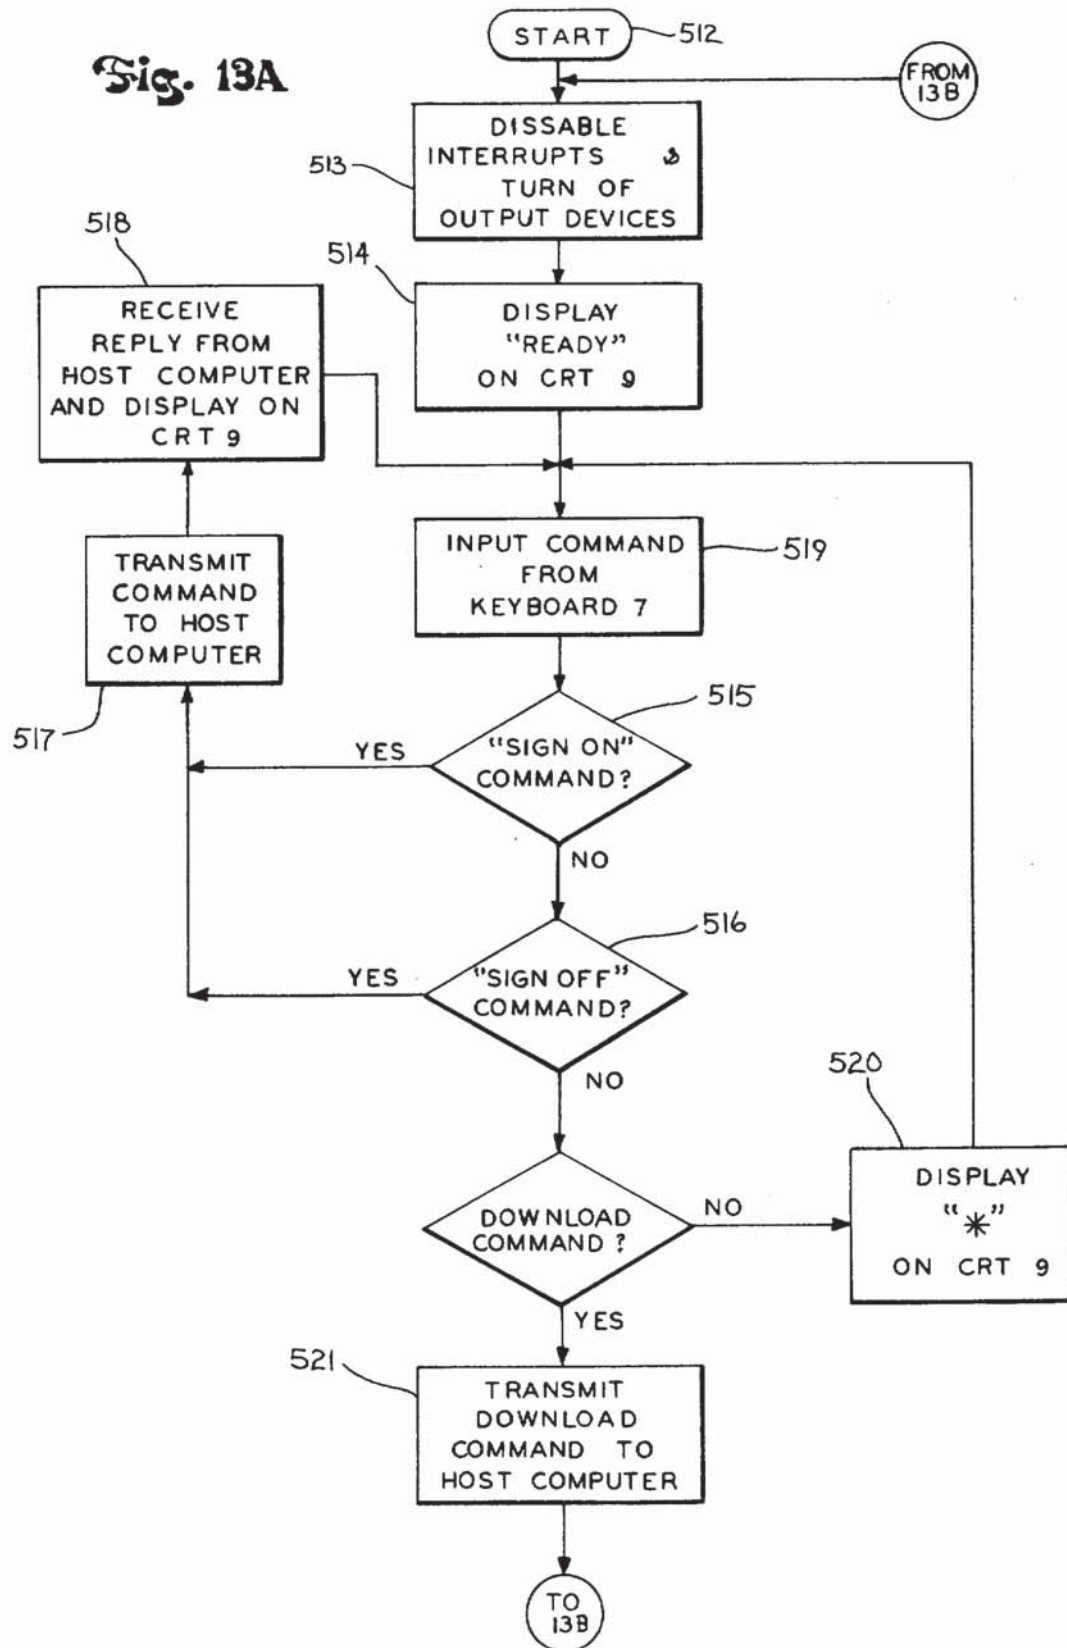 Fig. 13A
START
512
FROM
13B
DISSABLE
INTERRUPTS &
TURN OF
OUTPUT DEVICES
513
514
DISPLAY
"READY"
ON CRT 9
518
RECEIVE
REPLY FROM
HOST COMPUTER
AND DISPLAY ON
CRT 9
INPUT COMMAND
FROM
KEYBOARD 7
519
TRANSMIT
COMMAND
TO HOST
COMPUTER
517
515
"SIGN ON"
COMMAND?
YES
NO
516
"SIGN OFF"
COMMAND?
YES
NO
520
DISPLAY
"*"
ON CRT 9
DOWNLOAD
COMMAND?
NO
YES
521
TRANSMIT
DOWNLOAD
COMMAND TO
HOST COMPUTER
TO
13B